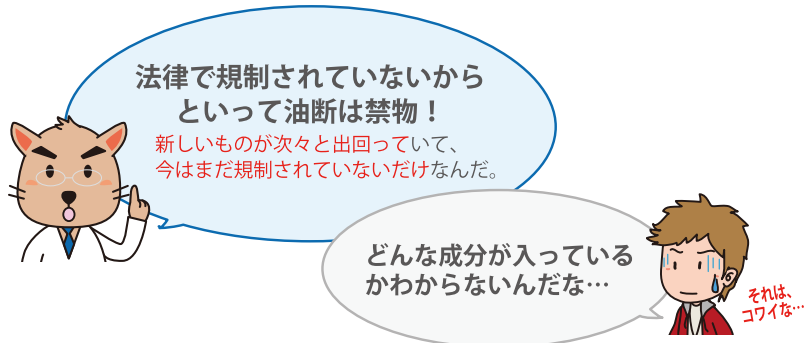 法律で規制されていないから
といって油断は禁物！
新しいものが次々と出回っていて、
今はまだ規制されていないだけなんだ。
どんな成分が入っている
かわからないんだな…
それは、
コワイな…